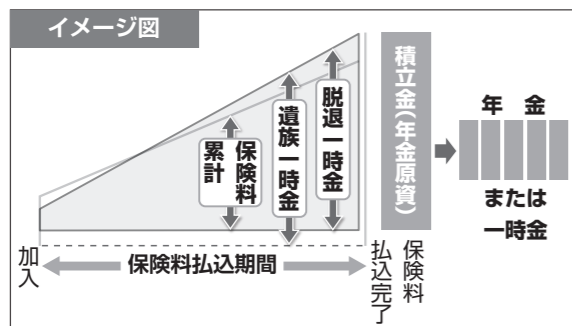 イメージ図
保険料
累計
遺族一時金
脱退一時金
積立金(年金原資)
年金
または
一時金
加入
保険料払込期間
保険料
払込完了